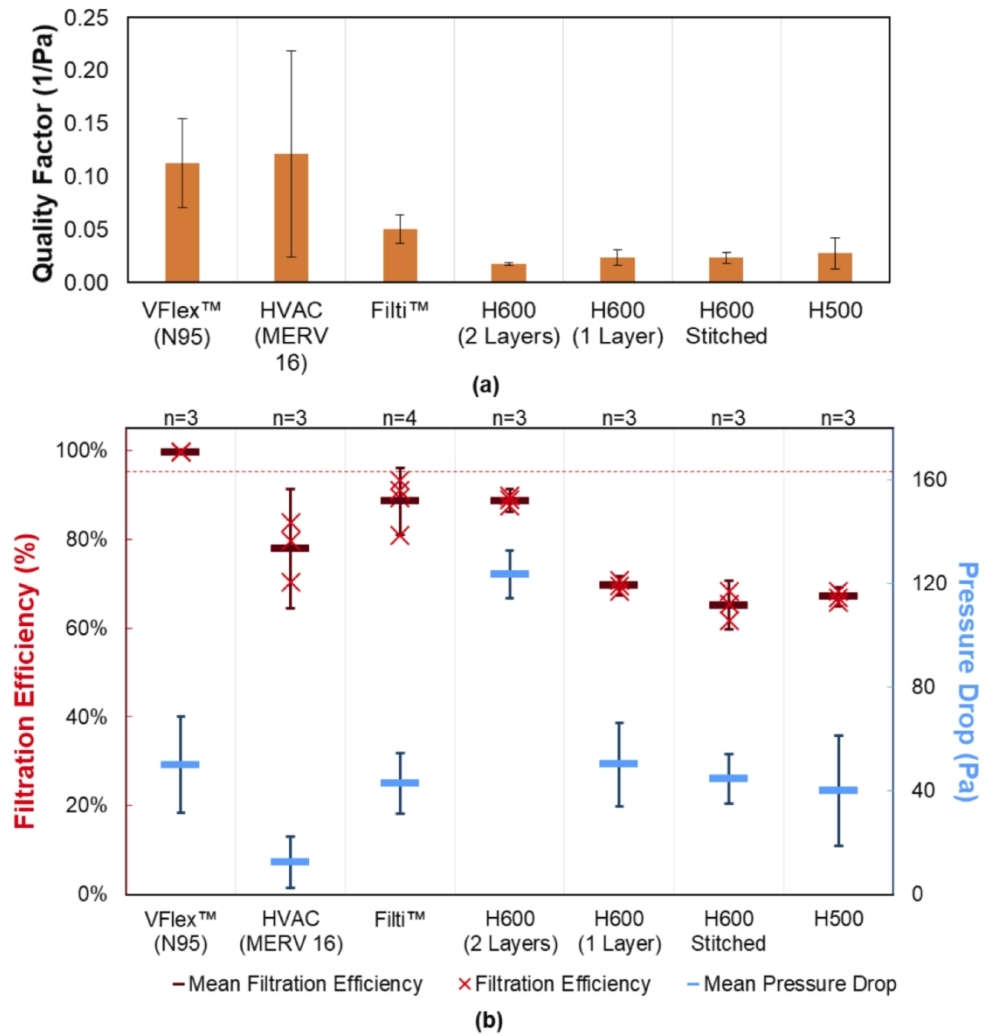 0.25
0.20
0.15
0.10
0.05
0.00
Quality Factor (1/Pa)
VFlex™ HVAC Filti™ H600 H600 H600 H500
(N95) (MERV (2 Layers) (1 Layer) Stitched
16)
(a)
n=3 n=3 n=4 n=3 n=3 n=3 n=3
100%
80%
60%
40%
20%
0%
Filtration Efficiency (%)
160
120
80
40
0
Pressure Drop (Pa)
VFlex™ HVAC Filti™ H600 H600 H600 H500
(N95) (MERV 16) (2 Layers) (1 Layer) Stitched
Mean Filtration Efficiency Filtration Efficiency Mean Pressure Drop
(b)